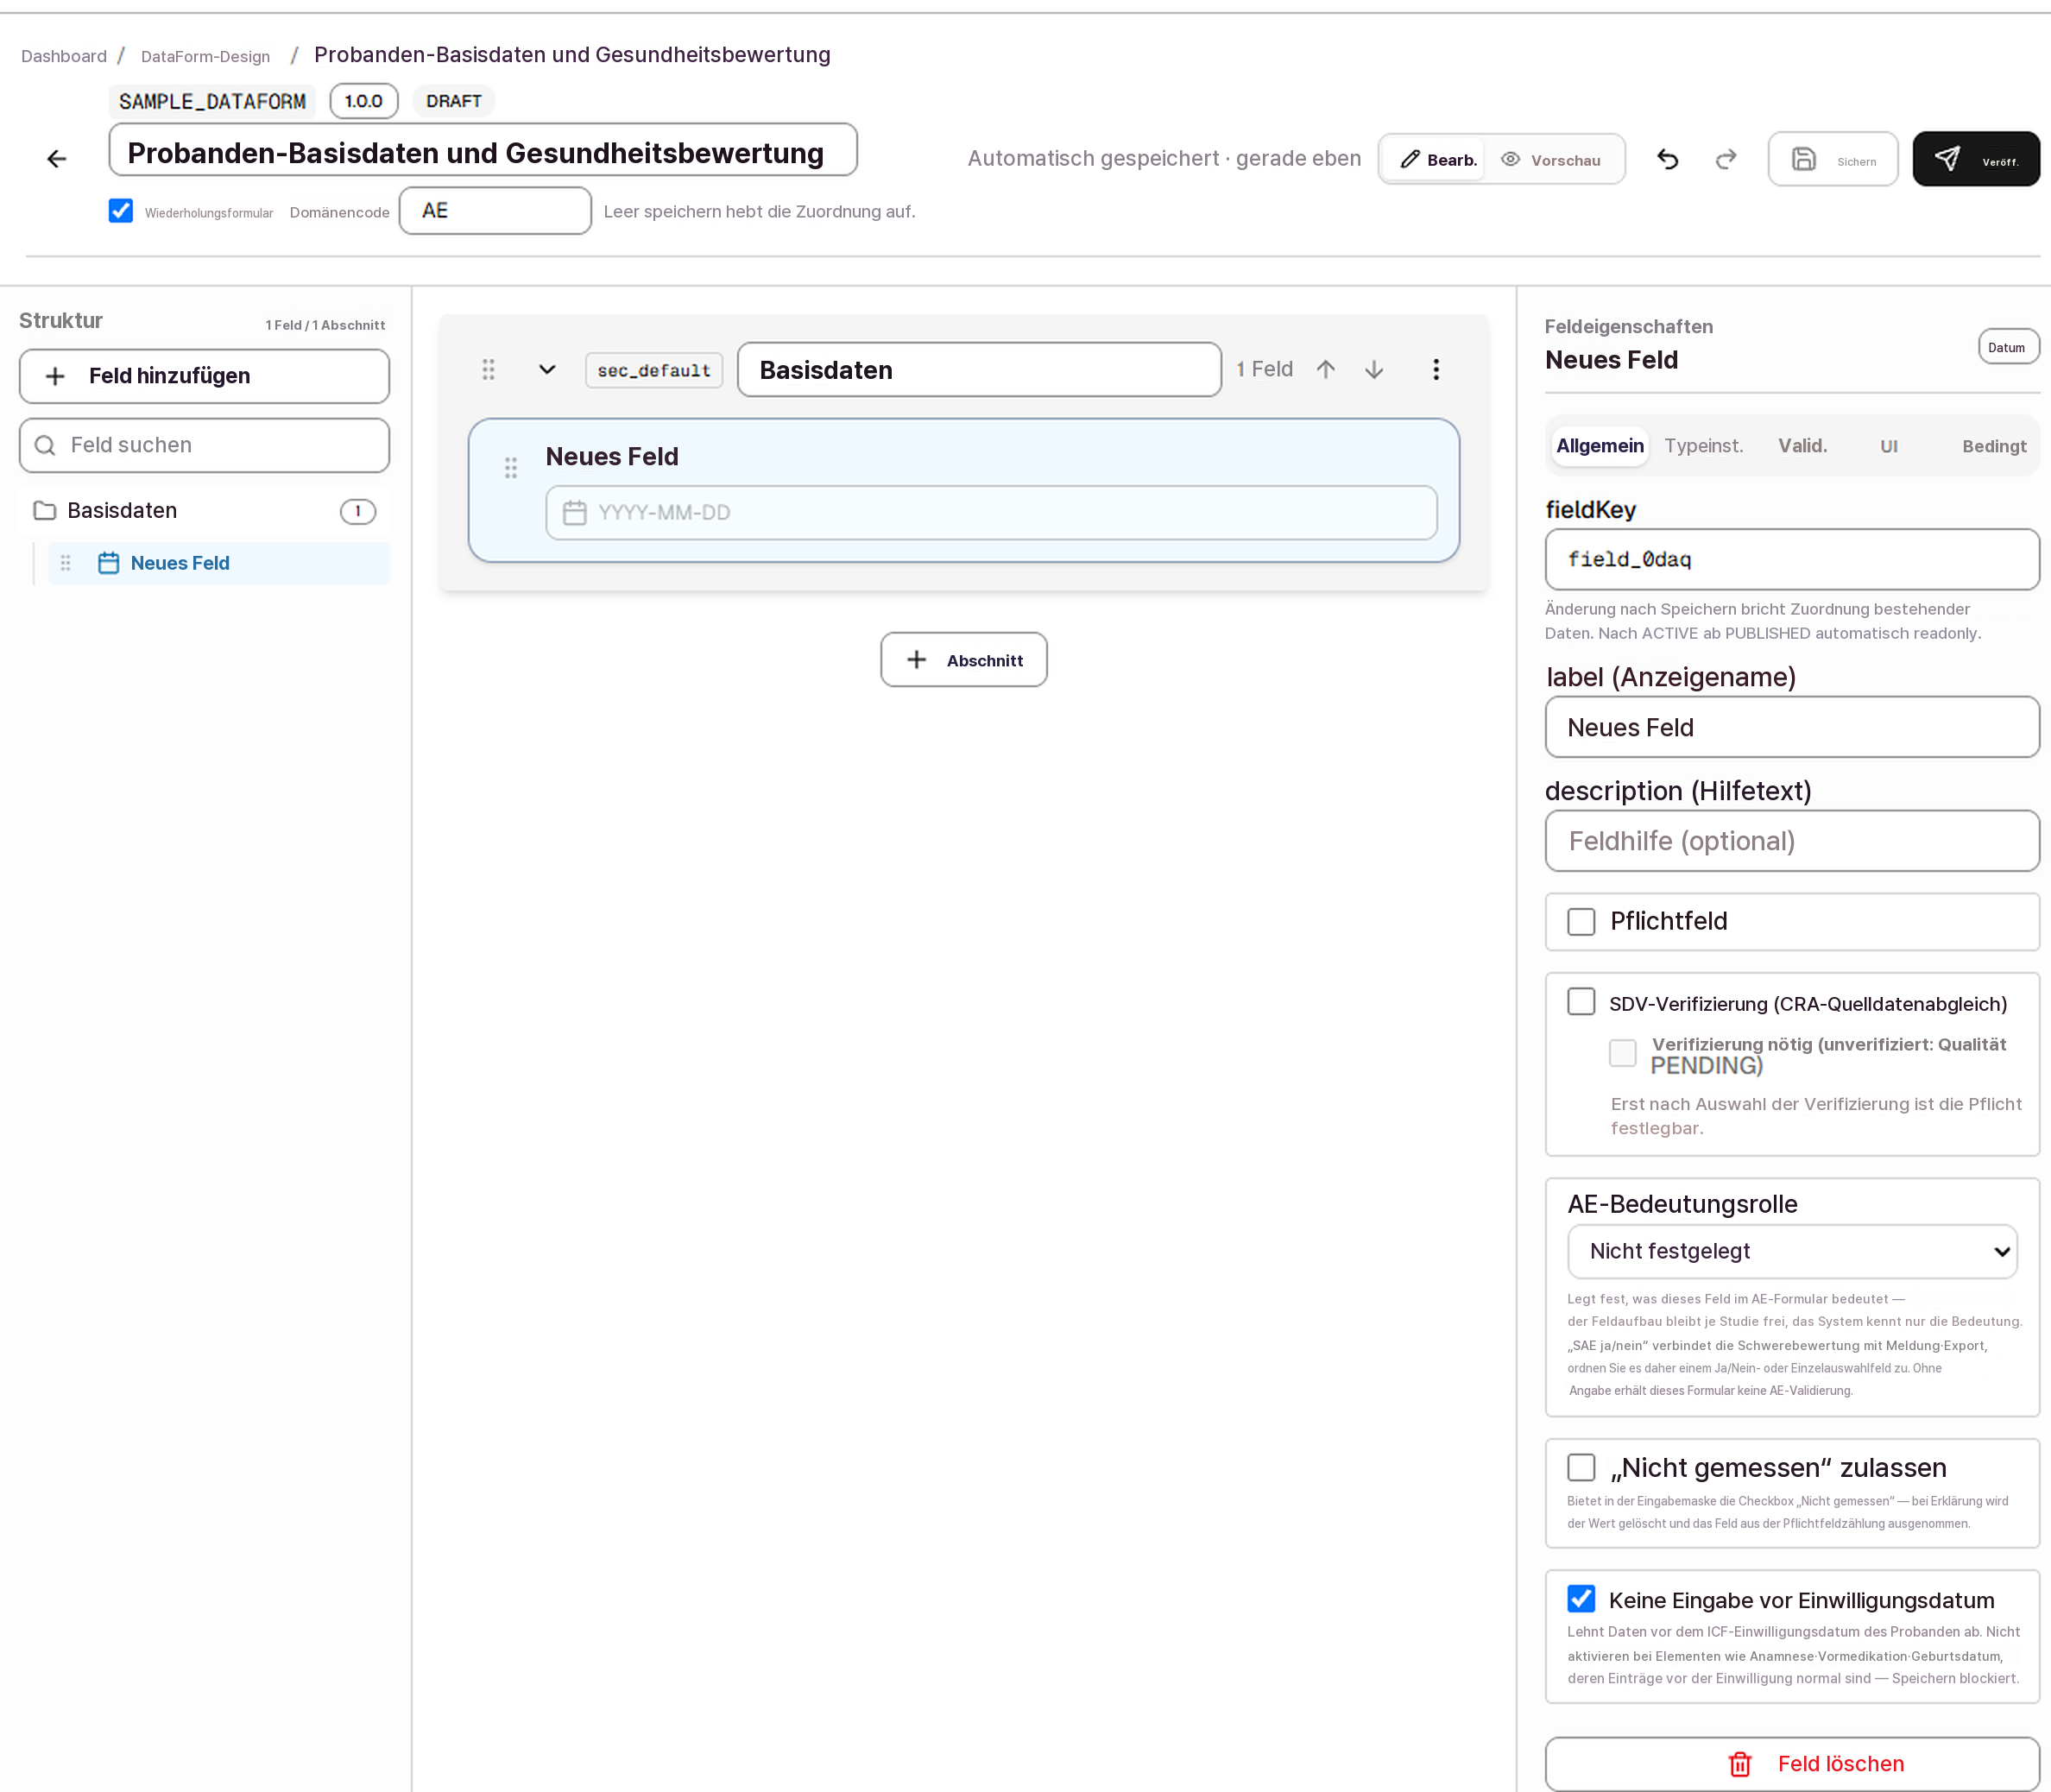 Dashboard / DataForm-Design / Probanden-Basisdaten und Gesundheitsbewertung
SAMPLE_DATAFORM 1.0.0 DRAFT
Probanden-Basisdaten und Gesundheitsbewertung
Automatisch gespeichert · gerade eben Bearb. Vorschau Sichern Veröff.
Wiederholungsformular Domänencode AE Leer speichern hebt die Zuordnung auf.
Struktur 1 Feld / 1 Abschnitt
Feld hinzufügen
Feld suchen
Basisdaten 1
Neues Feld
sec_default Basisdaten 1 Feld
Neues Feld
YYYY-MM-DD
Abschnitt
Feldeigenschaften
Neues Feld Datum
Allgemein Typeinst. Valid. UI Bedingt
fieldKey
field_0daq
Änderung nach Speichern bricht Zuordnung bestehender
Daten. Nach ACTIVE ab PUBLISHED automatisch readonly.
label (Anzeigename)
Neues Feld
description (Hilfetext)
Feldhilfe (optional)
Pflichtfeld
SDV-Verifizierung (CRA-Quelldatenabgleich)
Verifizierung nötig (unverifiziert: Qualität
PENDING)
Erst nach Auswahl der Verifizierung ist die Pflicht
festlegbar.
AE-Bedeutungsrolle
Nicht festgelegt
Legt fest, was dieses Feld im AE-Formular bedeutet —
der Feldaufbau bleibt je Studie frei, das System kennt nur die Bedeutung.
„SAE ja/nein“ verbindet die Schwerebewertung mit Meldung·Export,
ordnen Sie es daher einem Ja/Nein- oder Einzelauswahlfeld zu. Ohne
Angabe erhält dieses Formular keine AE-Validierung.
„Nicht gemessen“ zulassen
Bietet in der Eingabemaske die Checkbox „Nicht gemessen“ — bei Erklärung wird
der Wert gelöscht und das Feld aus der Pflichtfeldzählung ausgenommen.
Keine Eingabe vor Einwilligungsdatum
Lehnt Daten vor dem ICF-Einwilligungsdatum des Probanden ab. Nicht
aktivieren bei Elementen wie Anamnese·Vormedikation·Geburtsdatum,
deren Einträge vor der Einwilligung normal sind — Speichern blockiert.
Feld löschen